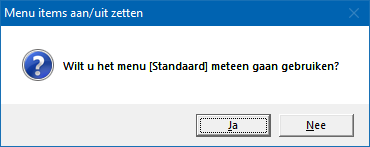 Menu items aan/uit zetten
Wilt u het menu [Standaard] meteen gaan gebruiken?
Ja Nee